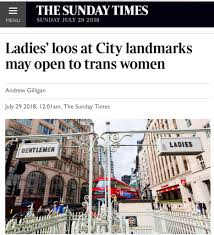 MENU
THE SUNDAY TIMES
SUNDAY JULY 29 2018
Ladies' loos at City landmarks
may open to trans women
Andrew Gilligan
July 29 2018, 12:01am, The Sunday Times
GENTLEMEN
LADIES